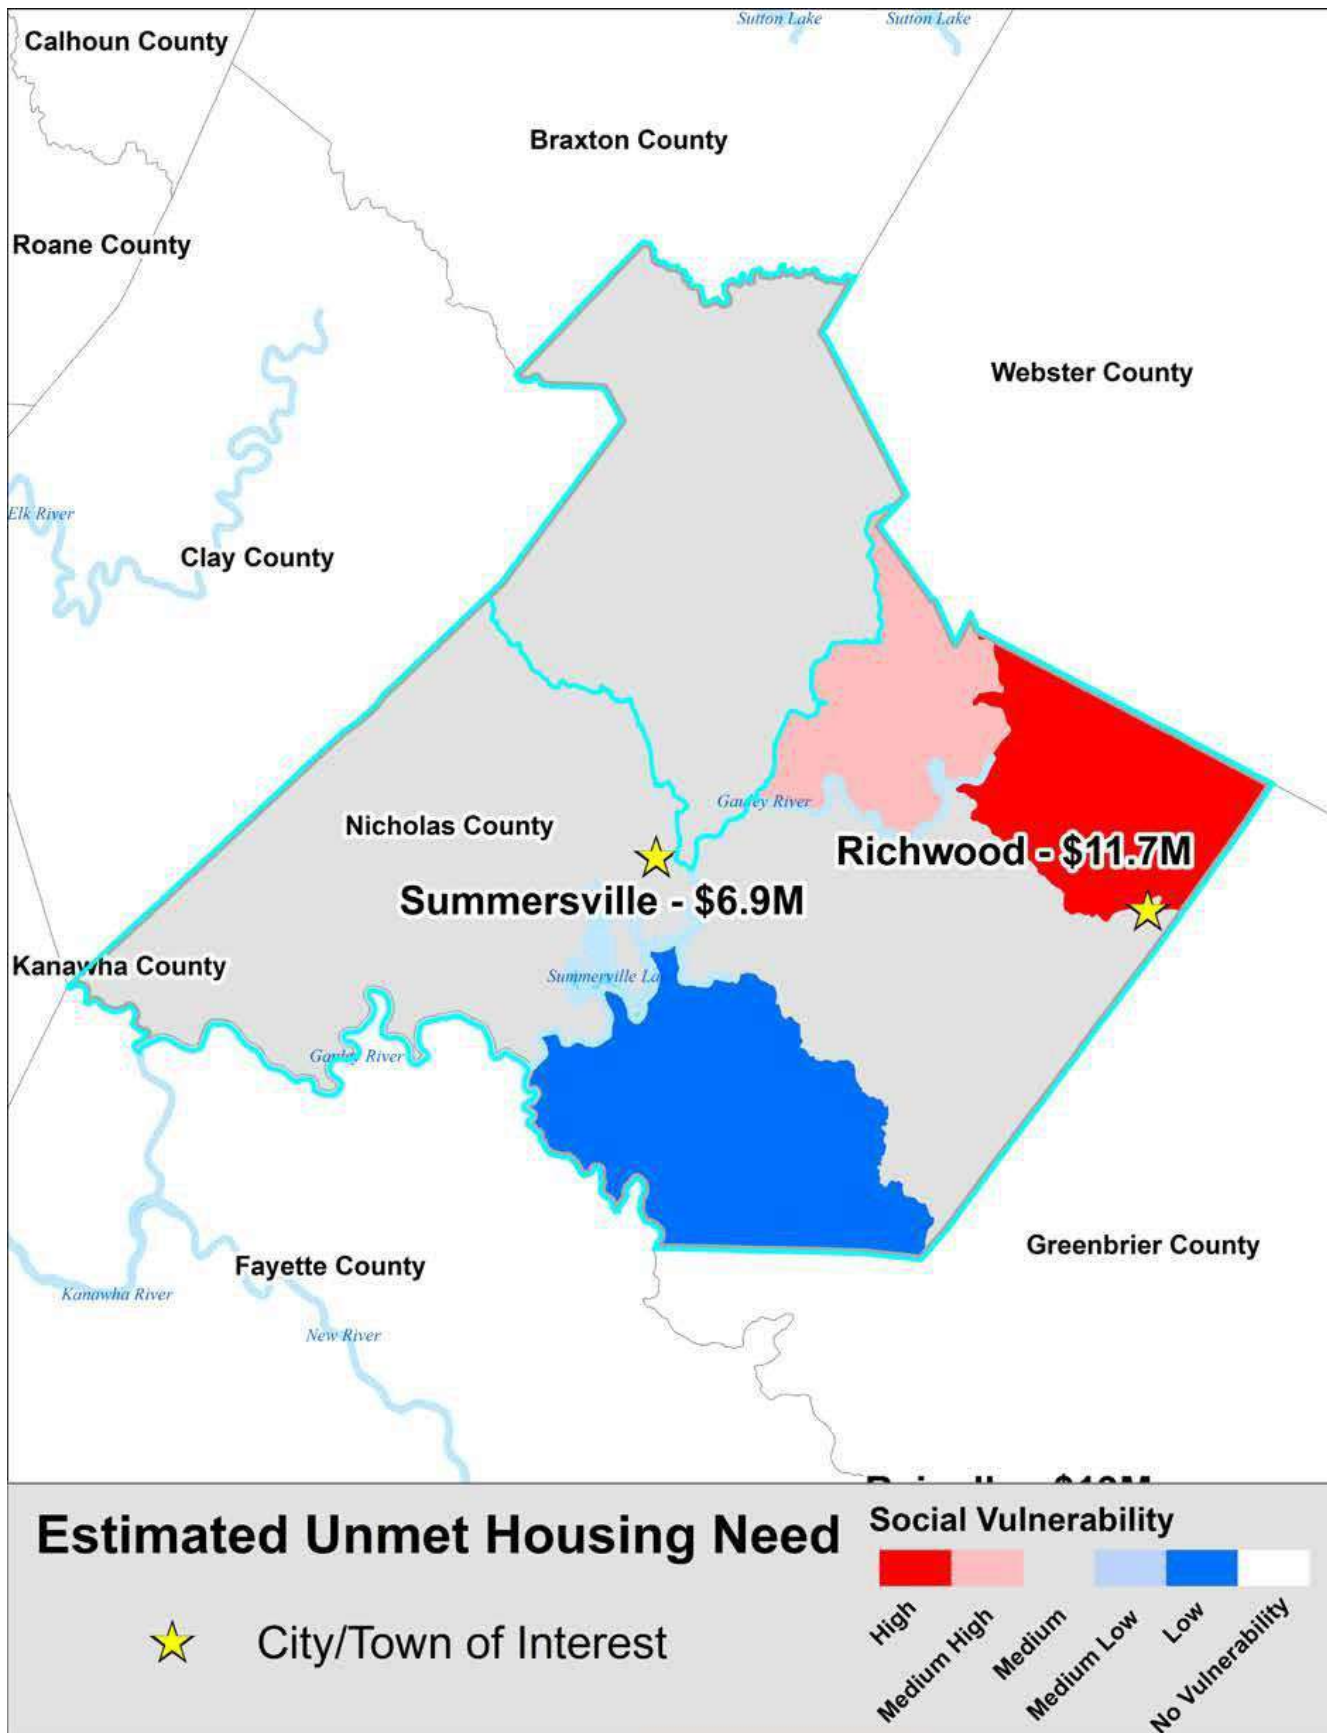 Sutton Lake
Sutton Lake
Calhoun County
Braxton County
Roane County
Webster County
Elk River
Clay County
Gauley River
Nicholas County
Richwood - $11.7M
Summersville - $6.9M
Kanawha County
Summerville La
Gauley River
Greenbrier County
Fayette County
Kanawha River
New River
Estimated Unmet Housing Need
City/Town of Interest
Social Vulnerability
High
Medium High
Medium
Medium Low
Low
No Vulnerability